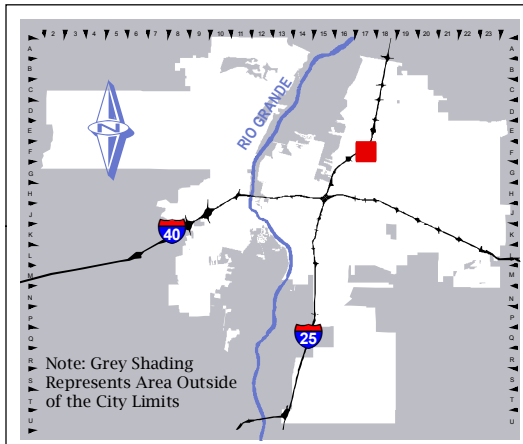 2 3 4 5 6 7 8 9 10 11 12 13 14 15 16 17 18 19 20 21 22 23
A
B
C
D
E
F
G
H
J
K
L
M
N
P
Q
R
S
T
U
N
RIO GRANDE
40
25
Note: Grey Shading
Represents Area Outside
of the City Limits
A
B
C
D
E
F
G
H
J
K
L
M
N
P
Q
R
S
T
U